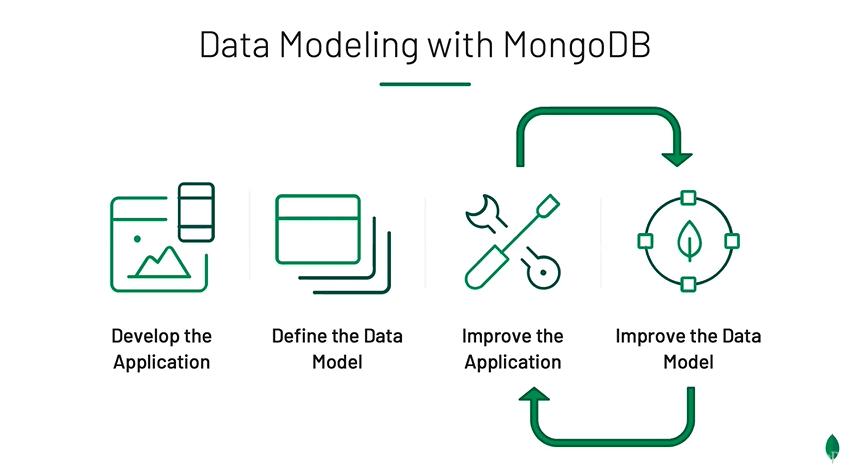 Data Modeling with MongoDB
Develop the
Application
Define the Data
Model
Improve the
Application
Improve the Data
Model